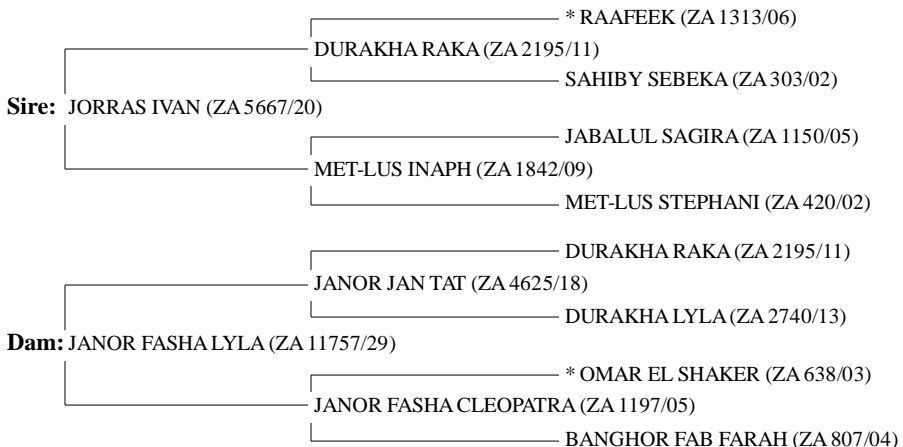 * RAAFEEK (ZA 1313/06)
DURAKHA RAKA (ZA 2195/11)
SAHIBY SEBEKA (ZA 303/02)
Sire: JORRAS IVAN (ZA 5667/20)
JABALUL SAGIRA (ZA 1150/05)
MET-LUS INAPH (ZA 1842/09)
MET-LUS STEPHANI (ZA 420/02)
DURAKHA RAKA (ZA 2195/11)
JANOR JAN TAT (ZA 4625/18)
DURAKHA LYLA (ZA 2740/13)
Dam: JANOR FASHA LYLA (ZA 11757/29)
* OMAR EL SHAKER (ZA 638/03)
JANOR FASHA CLEOPATRA (ZA 1197/05)
BANGHOR FAB FARAH (ZA 807/04)